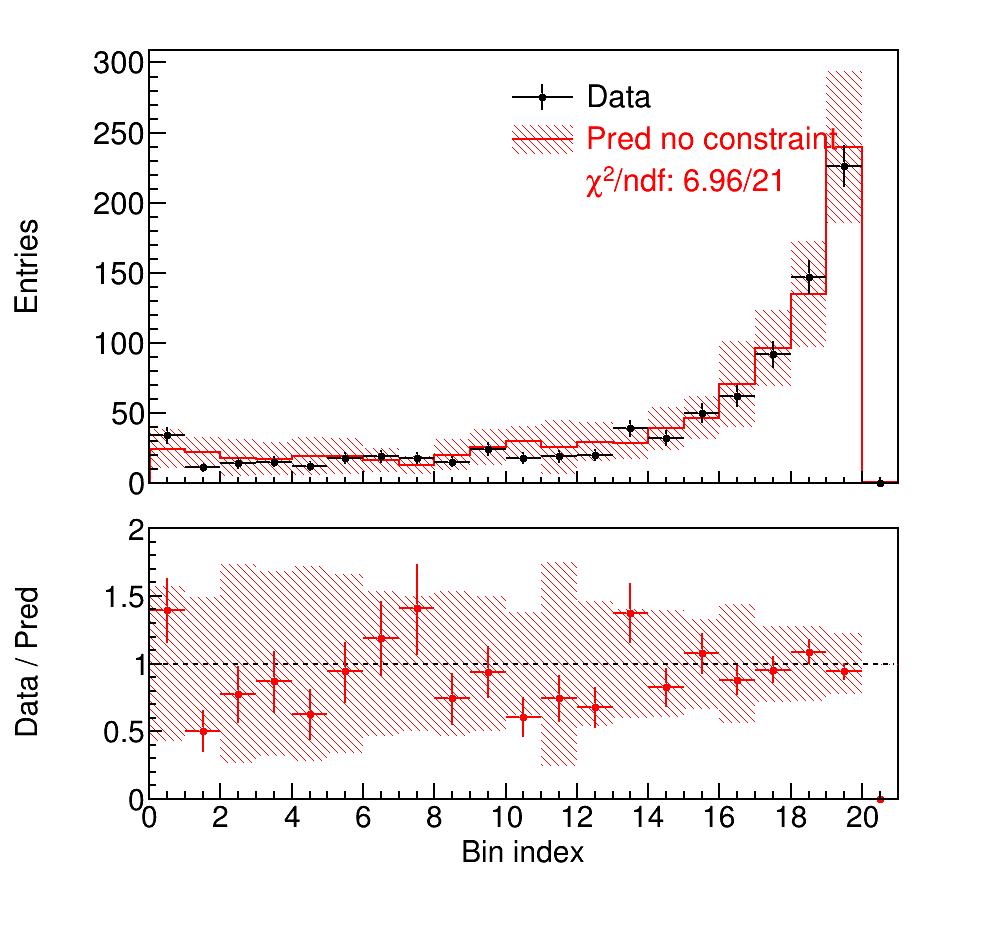 300
250
200
150
100
50
0
Entries
Data
Pred no constraint
χ²/ndf: 6.96/21
2
1.5
1
0.5
0
Data / Pred
0 2 4 6 8 10 12 14 16 18 20
Bin index